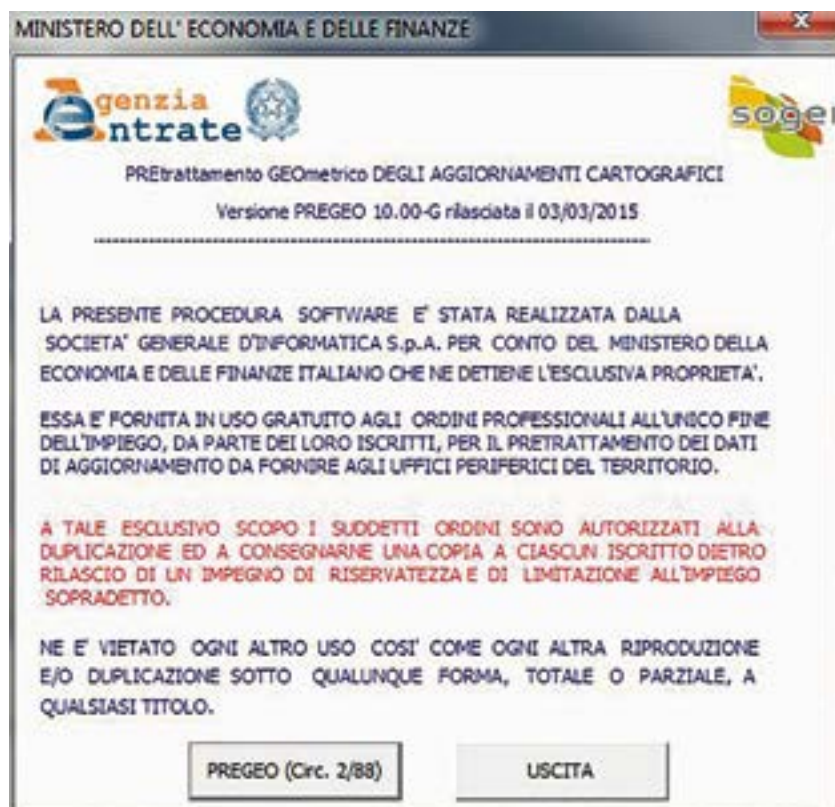 MINISTERO DELL' ECONOMIA E DELLE FINANZE
x
agenzia
entrate
sogei
PREtrattamento GEOmetrico DEGLI AGGIORNAMENTI CARTOGRAFICI
Versione PREGEO 10.00-G rilasciata il 03/03/2015
LA PRESENTE PROCEDURA SOFTWARE E' STATA REALIZZATA DALLA
SOCIETA' GENERALE D'INFORMATICA S.p.A. PER CONTO DEL MINISTERO DELLA
ECONOMIA E DELLE FINANZE ITALIANO CHE NE DETIENE L'ESCLUSIVA PROPRIETA'.
ESSA E' FORNITA IN USO GRATUITO AGLI ORDINI PROFESSIONALI ALL'UNICO FINE
DELL'IMPIEGO, DA PARTE DEI LORO ISCRITTI, PER IL PRETRATTAMENTO DEI DATI
DI AGGIORNAMENTO DA FORNIRE AGLI UFFICI PERIFERICI DEL TERRITORIO.
A TALE ESCLUSIVO SCOPO I SUDDETTI ORDINI SONO AUTORIZZATI ALLA
DUPLICAZIONE ED A CONSEGNARNE UNA COPIA A CIASCUN ISCRITTO DIETRO
RILASCIO DI UN IMPEGNO DI RISERVATEZZA E DI LIMITAZIONE ALL'IMPIEGO
SOPRADETTO.
NE E' VIETATO OGNI ALTRO USO COSI' COME OGNI ALTRA RIPRODUZIONE
E/O DUPLICAZIONE SOTTO QUALUNQUE FORMA, TOTALE O PARZIALE, A
QUALSIASI TITOLO.
PREGEO (Circ. 2/88)
USCITA